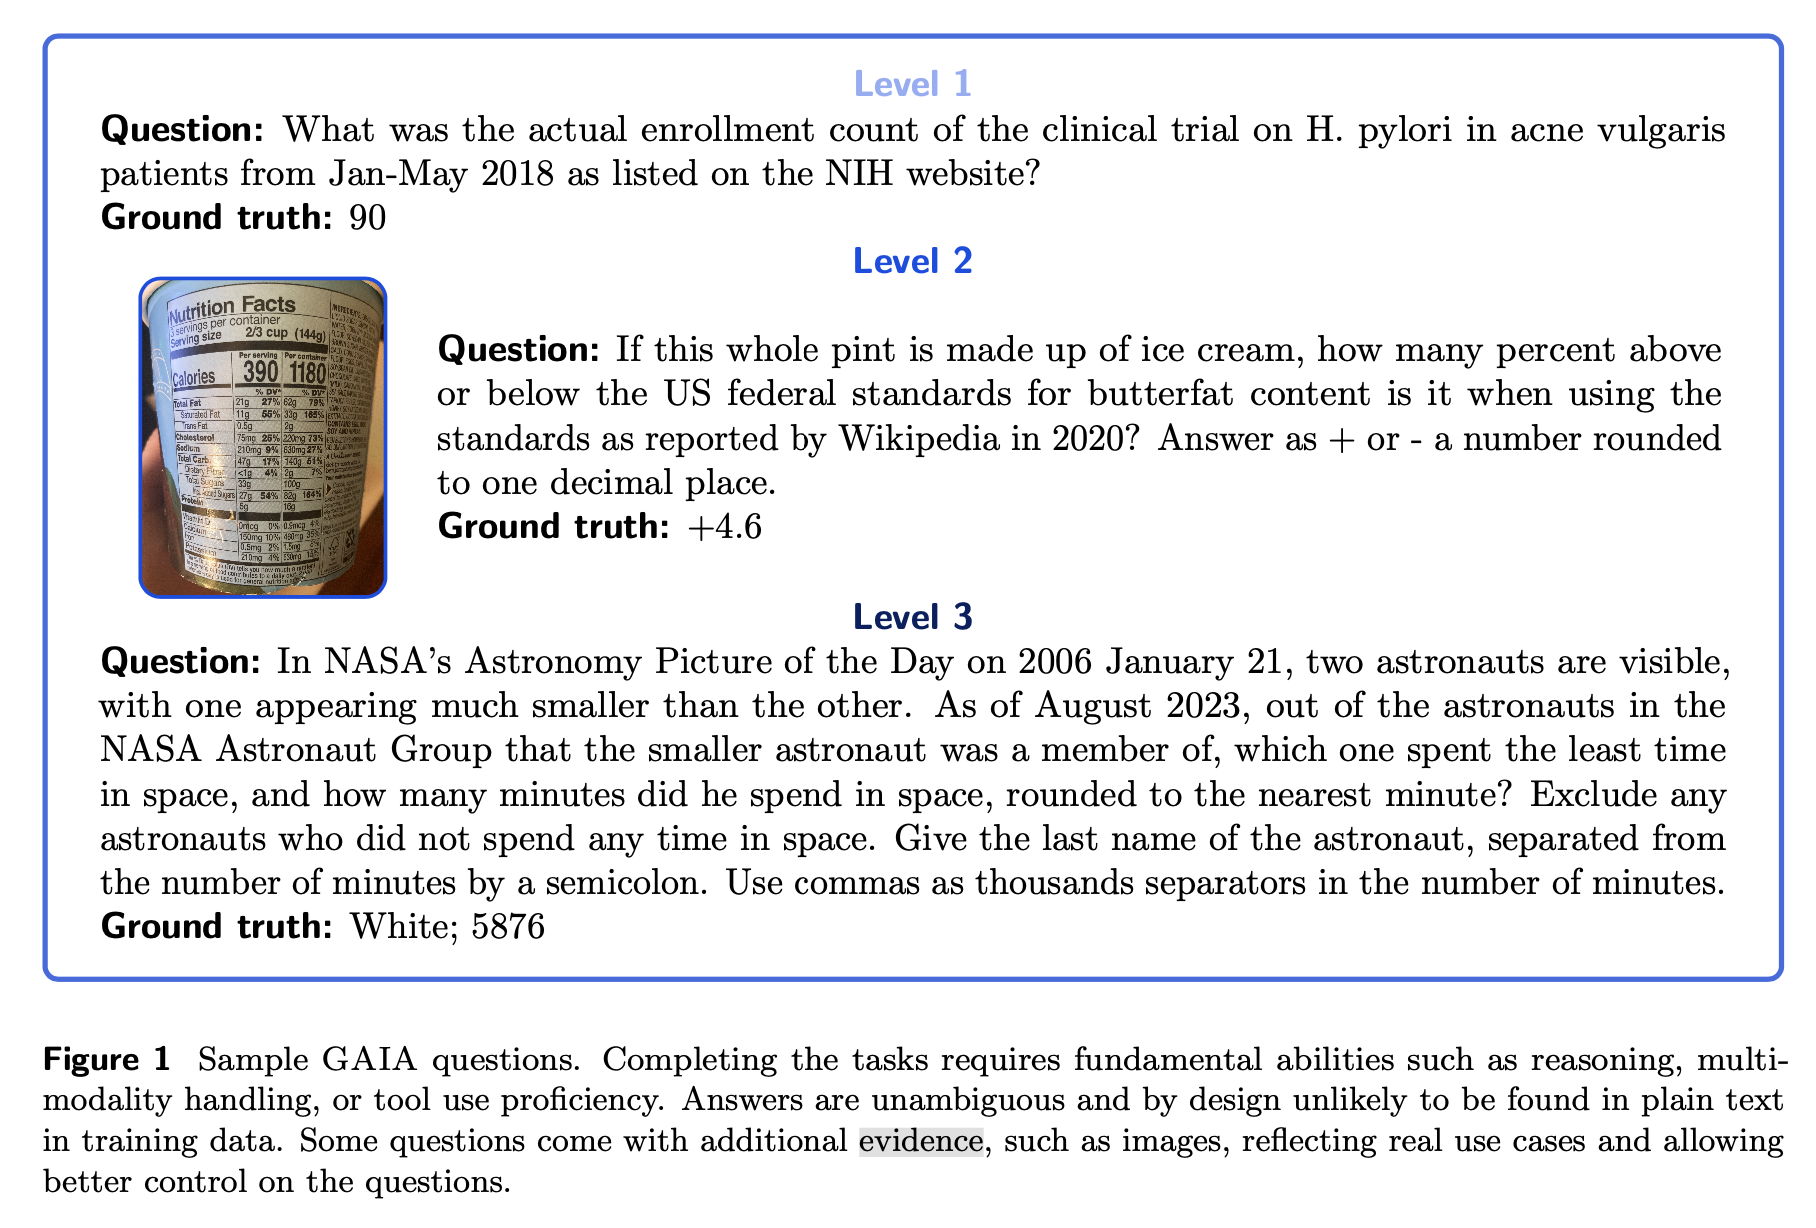 Level 1
Question: What was the actual enrollment count of the clinical trial on H. pylori in acne vulgaris
patients from Jan-May 2018 as listed on the NIH website?
Ground truth: 90
Level 2
Nutrition Facts
servings per container
Serving size 2/3 cup (144g)
Per serving Per container
Calories 390 1180
% DV* % DV*
Total Fat 21g 27% 62g 79%
Saturated Fat 11g 55% 33g 165%
Trans Fat 0.5g 2g
Cholesterol 75mg 25% 220mg 73%
Sodium 210mg 9% 630mg 27%
Total Carb. 47g 17% 140g 51%
Dietary Fiber <1g 4% 2g 7%
Total Sugars 33g 100g
Added Sugars 27g 54% 82g 164%
Protein 5g 16g
Vitamin D 0mcg 0% 4%
Calcium 150mg 10%
Iron 0.5mg 2% 1.5mg
Potassium 210mg 4%
Question: If this whole pint is made up of ice cream, how many percent above
or below the US federal standards for butterfat content is it when using the
standards as reported by Wikipedia in 2020? Answer as + or - a number rounded
to one decimal place.
Ground truth: +4.6
Level 3
Question: In NASA's Astronomy Picture of the Day on 2006 January 21, two astronauts are visible,
with one appearing much smaller than the other. As of August 2023, out of the astronauts in the
NASA Astronaut Group that the smaller astronaut was a member of, which one spent the least time
in space, and how many minutes did he spend in space, rounded to the nearest minute? Exclude any
astronauts who did not spend any time in space. Give the last name of the astronaut, separated from
the number of minutes by a semicolon. Use commas as thousands separators in the number of minutes.
Ground truth: White; 5876
Figure 1 Sample GAIA questions. Completing the tasks requires fundamental abilities such as reasoning, multi-
modality handling, or tool use proficiency. Answers are unambiguous and by design unlikely to be found in plain text
in training data. Some questions come with additional evidence, such as images, reflecting real use cases and allowing
better control on the questions.